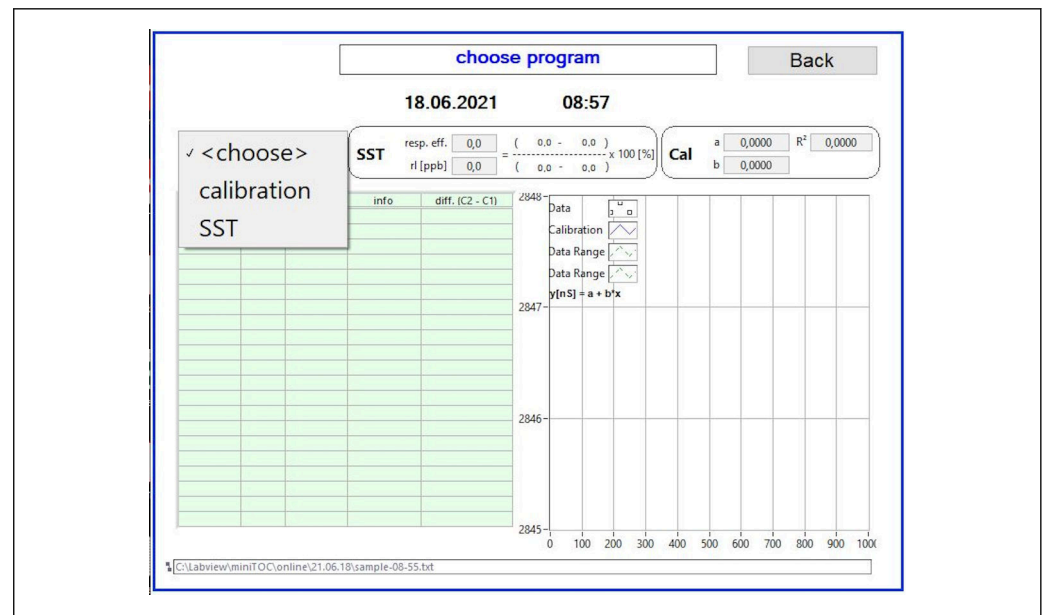 choose program
Back
18.06.2021 08:57
✓ <choose>
calibration
SST
SST resp. eff. 0,0 = ( 0,0 - 0,0 ) x 100 [%]
rl [ppb] 0,0 ( 0,0 - 0,0 )
Cal a 0,0000 R² 0,0000
b 0,0000
info diff. (C2 - C1)
2848
Data
Calibration
Data Range
Data Range
y[nS] = a + b*x
2847
2846
2845
0 100 200 300 400 500 600 700 800 900
C:\Labview\miniTOC\online\21.06.18\sample-08-55.txt